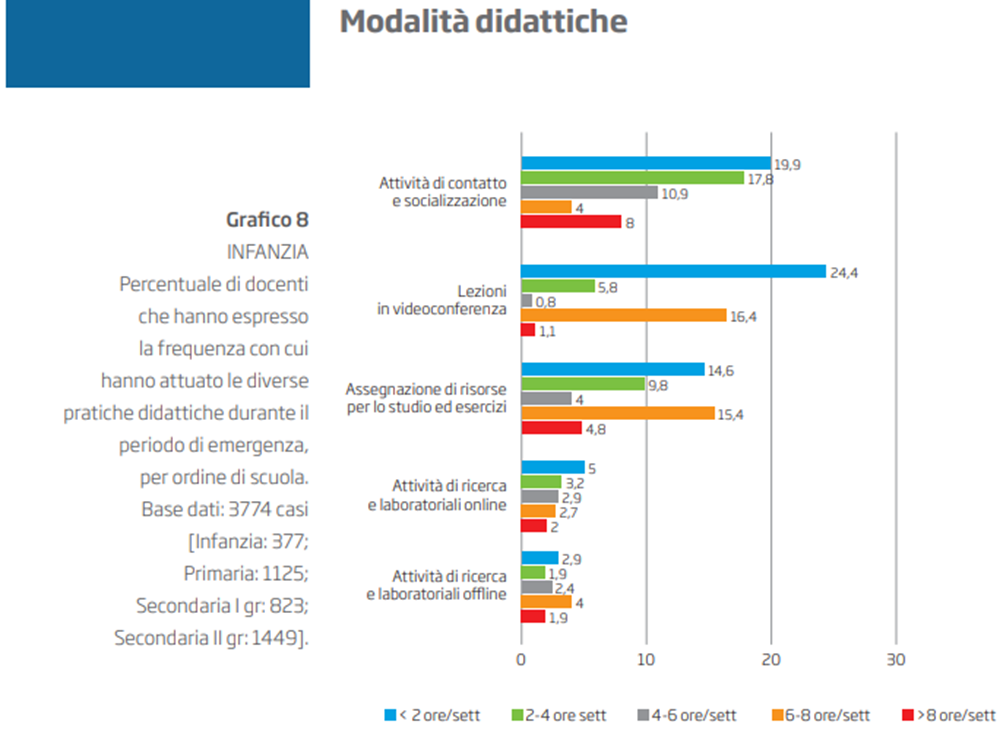 Modalità didattiche
Grafico 8
INFANZIA
Percentuale di docenti
che hanno espresso
la frequenza con cui
hanno attuato le diverse
pratiche didattiche durante il
periodo di emergenza,
per ordine di scuola.
Base dati: 3774 casi
[Infanzia: 377;
Primaria: 1125;
Secondaria I gr: 823;
Secondaria II gr: 1449].
Attività di contatto
e socializzazione
19,9
17,8
10,9
4
8
Lezioni
in videoconferenza
24,4
5,8
0,8
16,4
1,1
Assegnazione di risorse
per lo studio ed esercizi
14,6
9,8
4
15,4
4,8
Attività di ricerca
e laboratoriali online
5
3,2
2,9
2,7
2
Attività di ricerca
e laboratoriali offline
2,9
1,9
2,4
4
1,9
0 10 20 30
< 2 ore/sett 2-4 ore sett 4-6 ore/sett 6-8 ore/sett >8 ore/sett